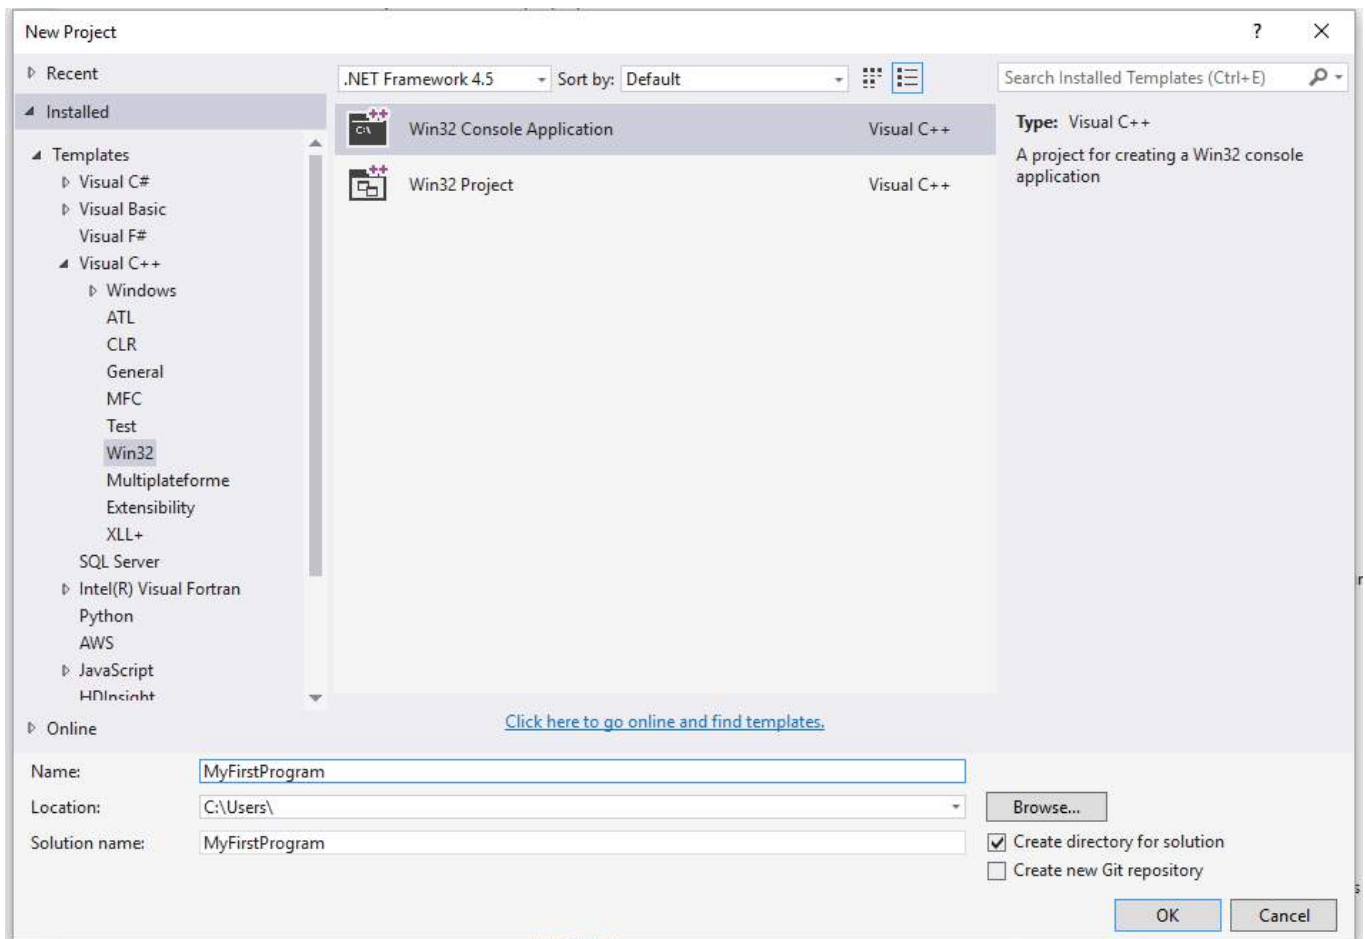 New Project
?
Recent
.NET Framework 4.5
Sort by: Default
Search Installed Templates (Ctrl+E)
Installed
Templates
Visual C#
Visual Basic
Visual F#
Visual C++
Windows
ATL
CLR
General
MFC
Test
Win32
Multiplateforme
Extensibility
XLL+
SQL Server
Intel(R) Visual Fortran
Python
AWS
JavaScript
HDInsight
Online
C:\
Win32 Console Application Visual C++
Win32 Project Visual C++
Type: Visual C++
A project for creating a Win32 console
application
Click here to go online and find templates.
Name: MyFirstProgram
Location: C:\Users\
Browse...
Solution name: MyFirstProgram
Create directory for solution
Create new Git repository
OK Cancel